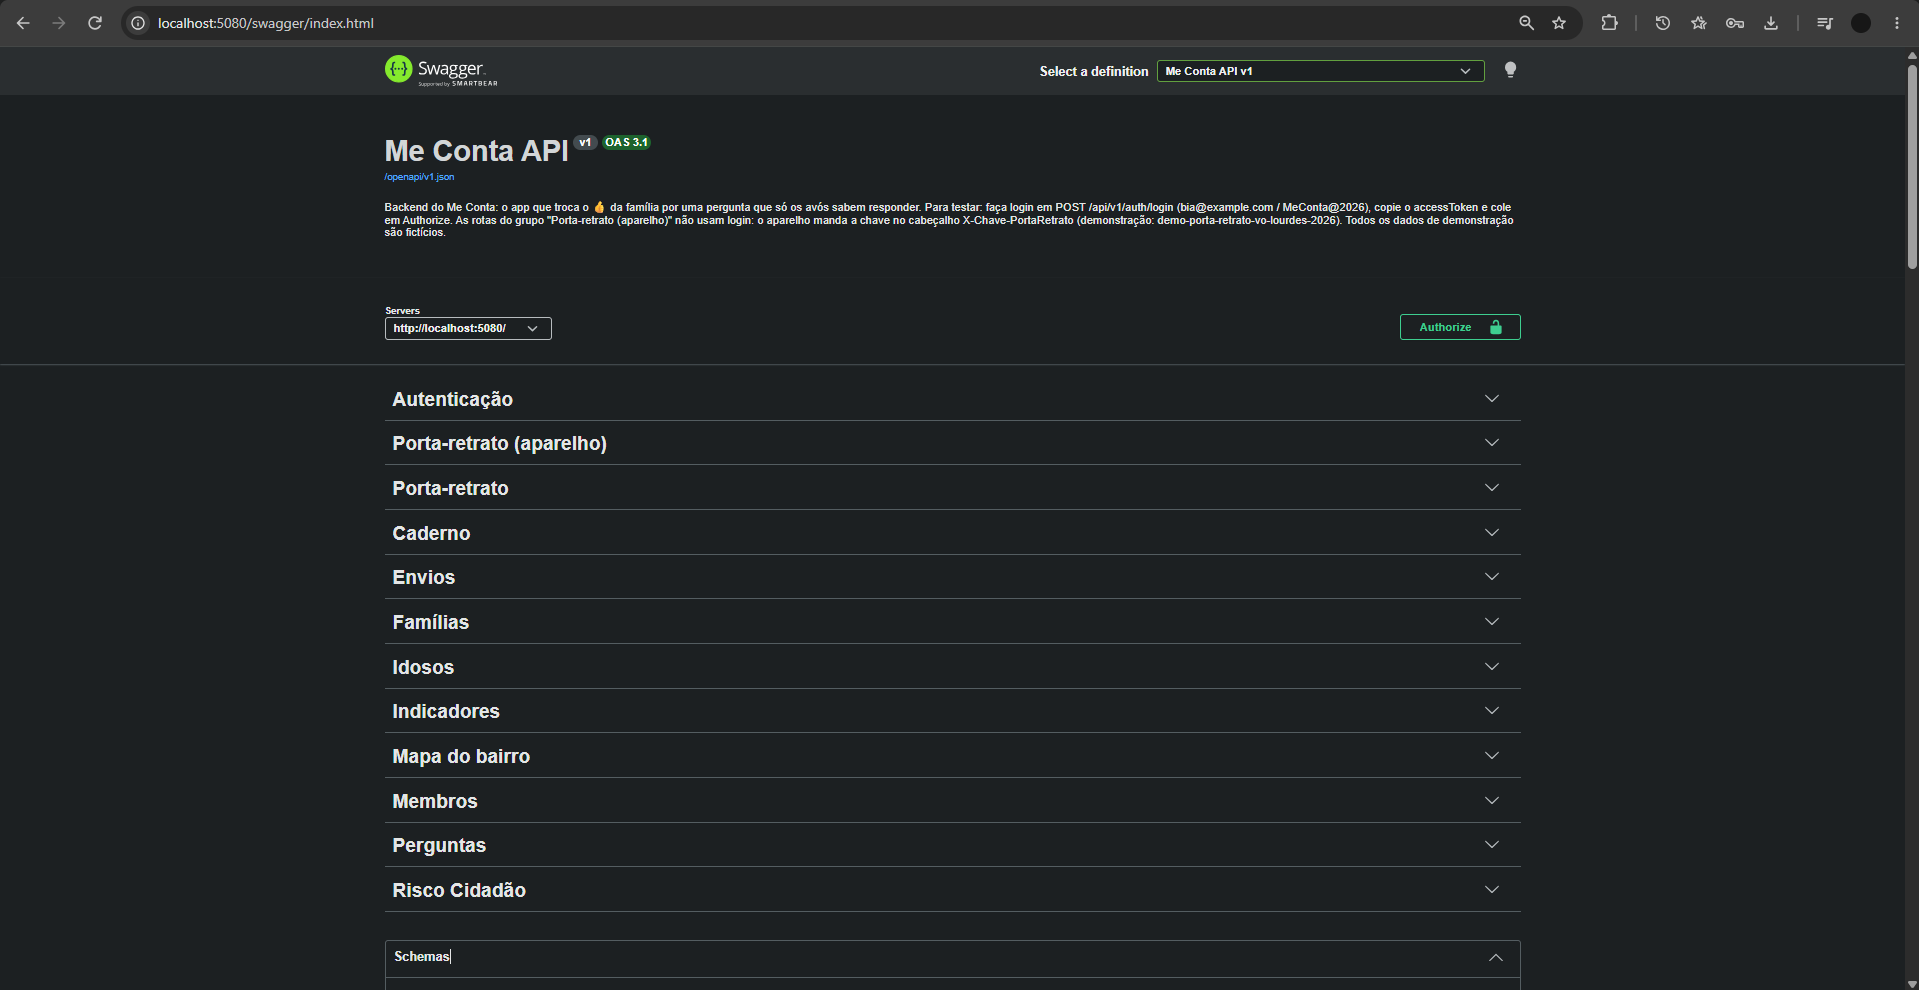 localhost:5080/swagger/index.html
Swagger
Supported by SMARTBEAR
Select a definition
Me Conta API v1
Me Conta API v1 OAS 3.1
/openapi/v1.json
Backend do Me Conta: o app que troca o 👍 da família por uma pergunta que só os avós sabem responder. Para testar: faça login em POST /api/v1/auth/login (bia@example.com / MeConta@2026), copie o accessToken e cole
em Authorize. As rotas do grupo "Porta-retrato (aparelho)" não usam login: o aparelho manda a chave no cabeçalho X-Chave-PortaRetrato (demonstração: demo-porta-retrato-vo-lourdes-2026). Todos os dados de demonstração
são fictícios.
Servers
http://localhost:5080/
Authorize
Autenticação
Porta-retrato (aparelho)
Porta-retrato
Caderno
Envios
Famílias
Idosos
Indicadores
Mapa do bairro
Membros
Perguntas
Risco Cidadão
Schemas